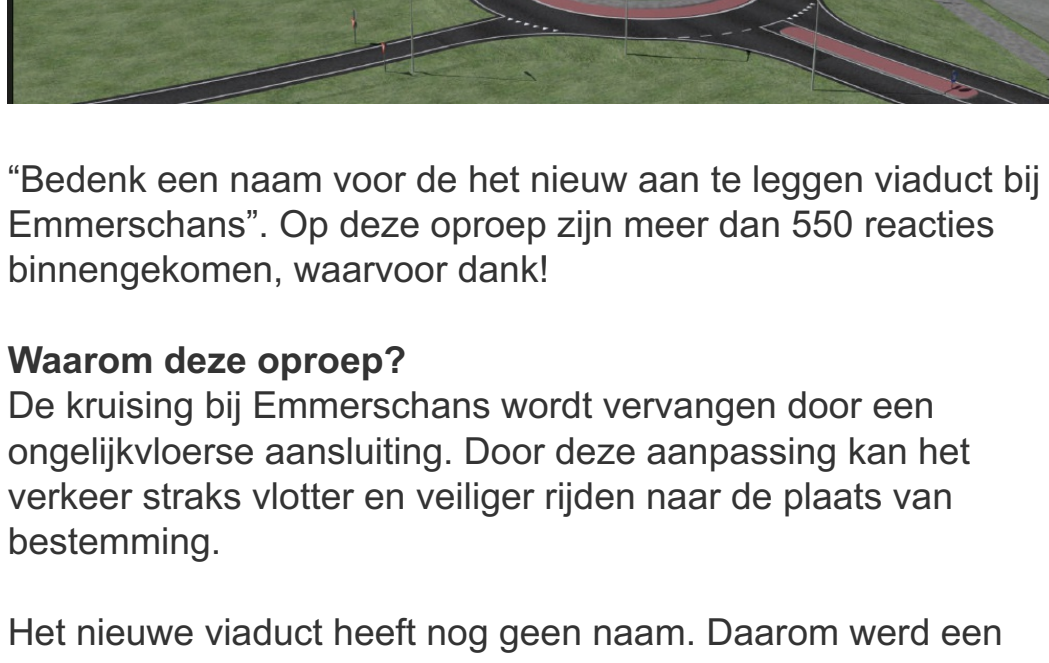 “Bedenk een naam voor de het nieuw aan te leggen viaduct bij
Emmerschans”. Op deze oproep zijn meer dan 550 reacties
binnengekomen, waarvoor dank!
Waarom deze oproep?
De kruising bij Emmerschans wordt vervangen door een
ongelijkvloerse aansluiting. Door deze aanpassing kan het
verkeer straks vlotter en veiliger rijden naar de plaats van
bestemming.
Het nieuwe viaduct heeft nog geen naam. Daarom werd een